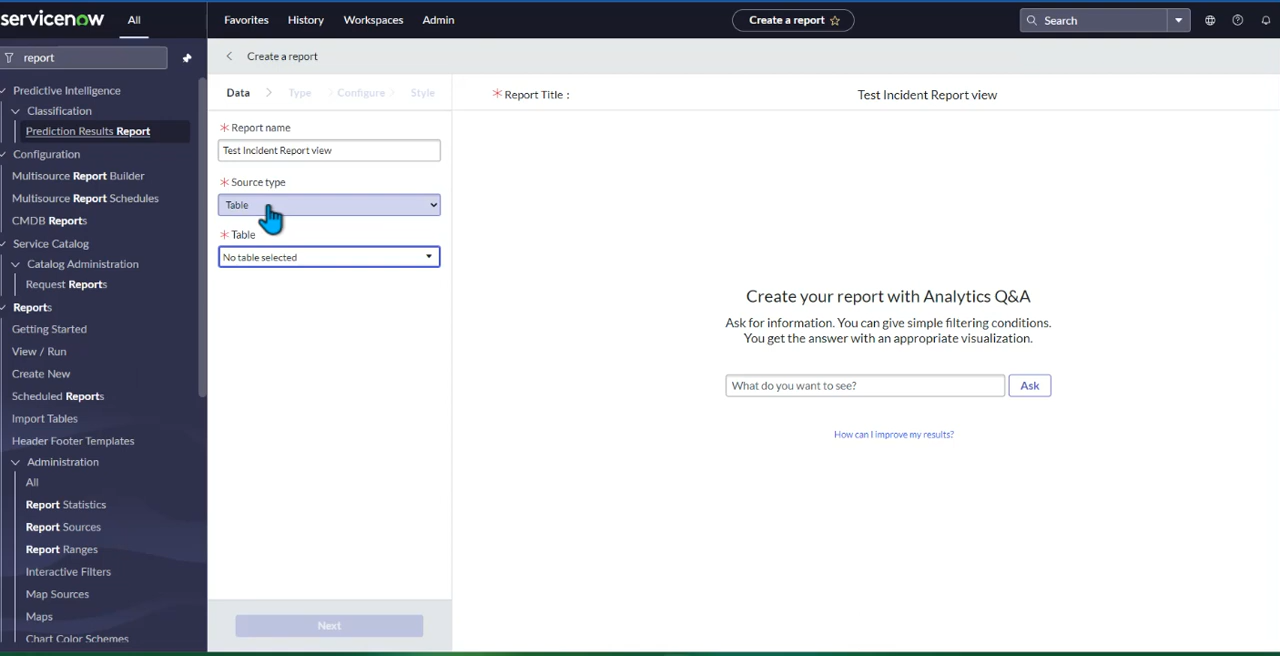 servicenow
All
Favorites
History
Workspaces
Admin
Create a report
Search
report
Predictive Intelligence
Classification
Prediction Results Report
Configuration
Multisource Report Builder
Multisource Report Schedules
CMDB Reports
Service Catalog
Catalog Administration
Request Reports
Reports
Getting Started
View / Run
Create New
Scheduled Reports
Import Tables
Header Footer Templates
Administration
All
Report Statistics
Report Sources
Report Ranges
Interactive Filters
Map Sources
Maps
Chart Color Schemes
Create a report
Data
Type
Configure
Style
* Report name
Test Incident Report view
* Source type
Table
* Table
No table selected
Next
* Report Title :
Test Incident Report view
Create your report with Analytics Q&A
Ask for information. You can give simple filtering conditions.
You get the answer with an appropriate visualization.
What do you want to see?
Ask
How can I improve my results?